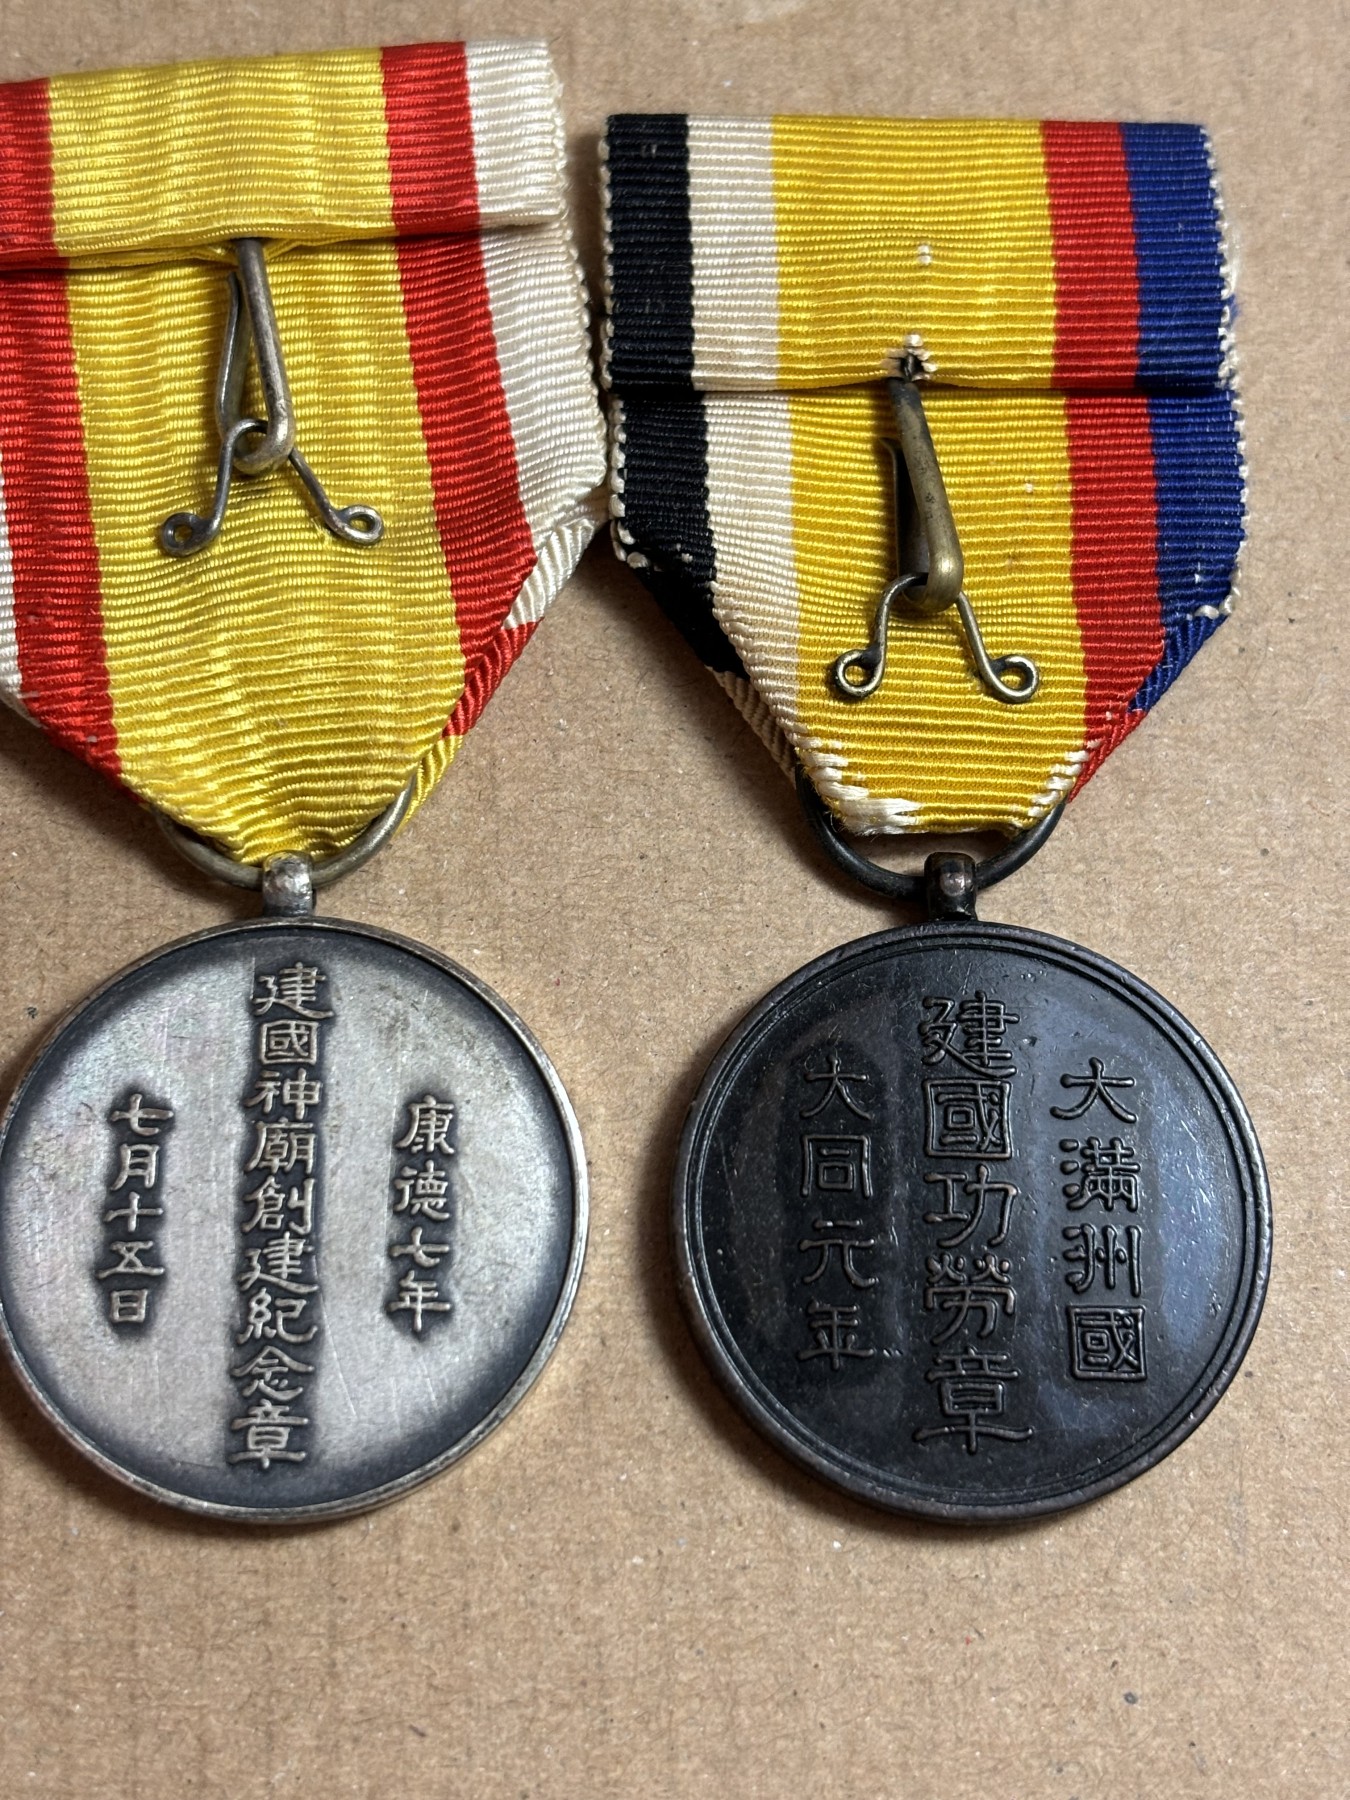 康德七年
建國神廟創建紀念章
七月十五日
大滿洲國
建國功勞章
大同元年